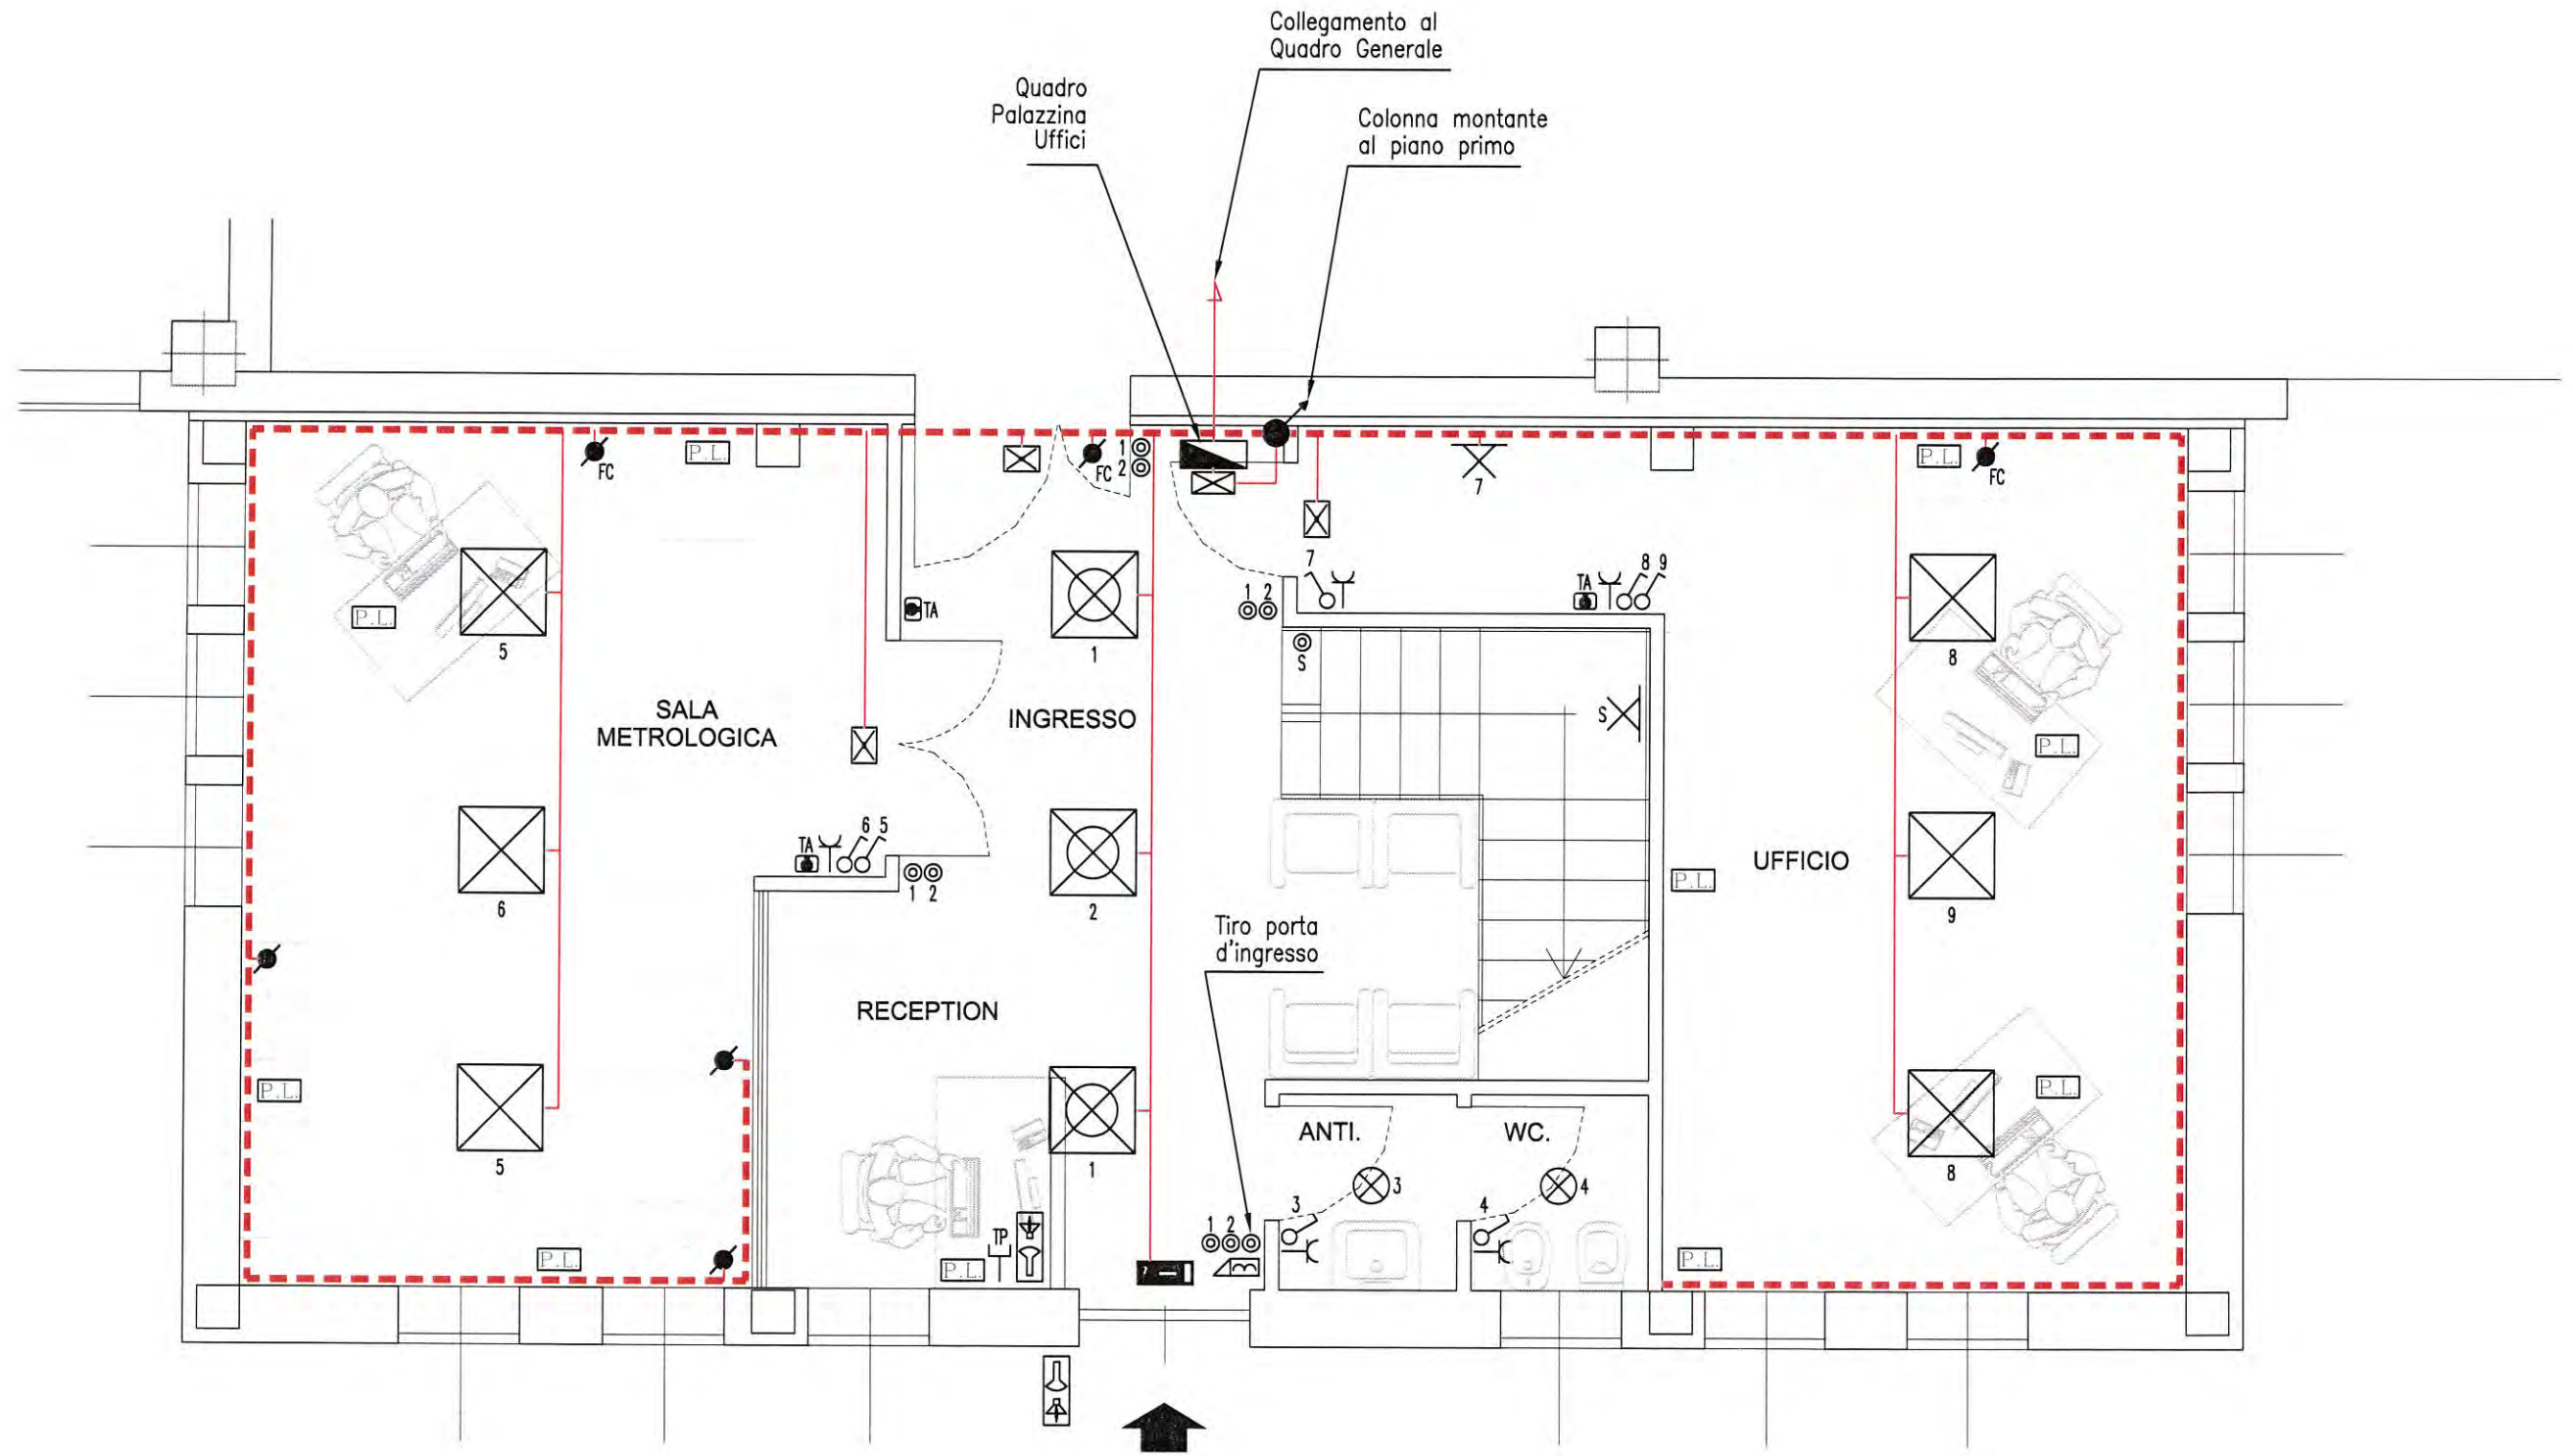 Collegamento al
Quadro Generale
Quadro
Palazzina
Uffici
Colonna montante
al piano primo
FC
P.L.
FC
1
2
7
P.L.
FC
P.L.
5
TA
1
1 2
7
TA
8 9
S
8
SALA
METROLOGICA
INGRESSO
S
P.L.
TA
6 5
1 2
6
2
UFFICIO
P.L.
9
Tiro porta
d'ingresso
RECEPTION
P.L.
P.L.
5
1
ANTI.
WC.
8
3
4
3
4
1 2
TP
P.L.
P.L.
P.L.